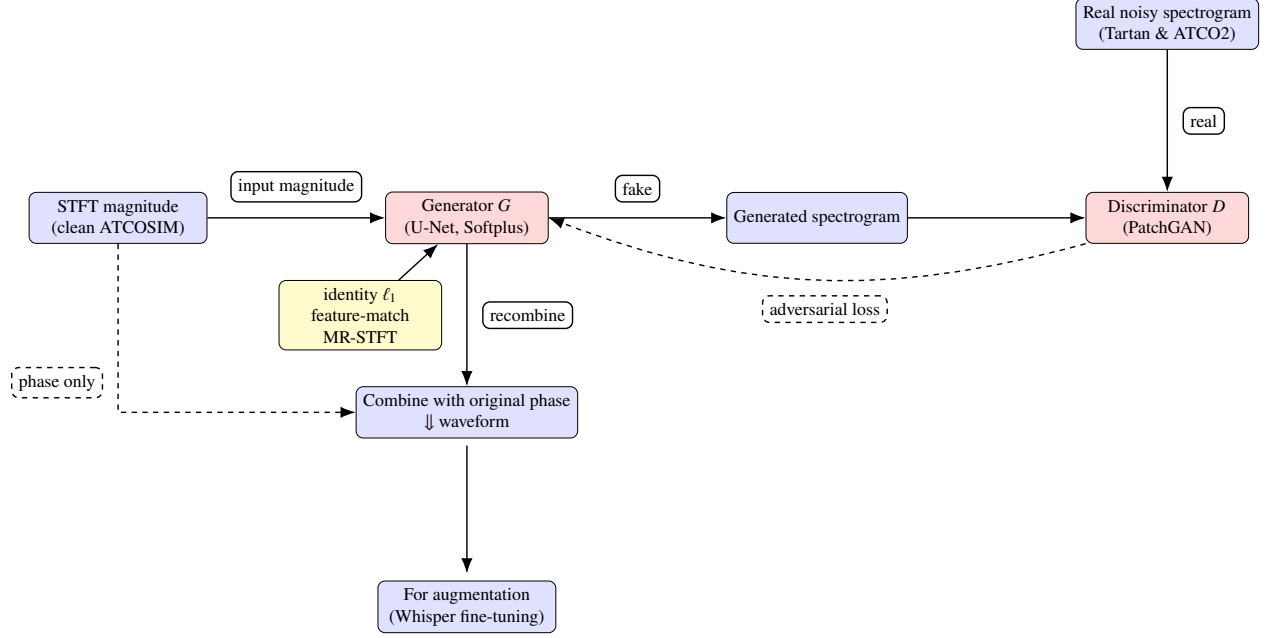 Real noisy spectrogram
(Tartan & ATCO2)
real
STFT magnitude
(clean ATCOSIM)
input magnitude
Generator G
(U-Net, Softplus)
fake
Generated spectrogram
Discriminator D
(PatchGAN)
identity ℓ₁
feature-match
MR-STFT
recombine
adversarial loss
phase only
Combine with original phase
⇓ waveform
For augmentation
(Whisper fine-tuning)